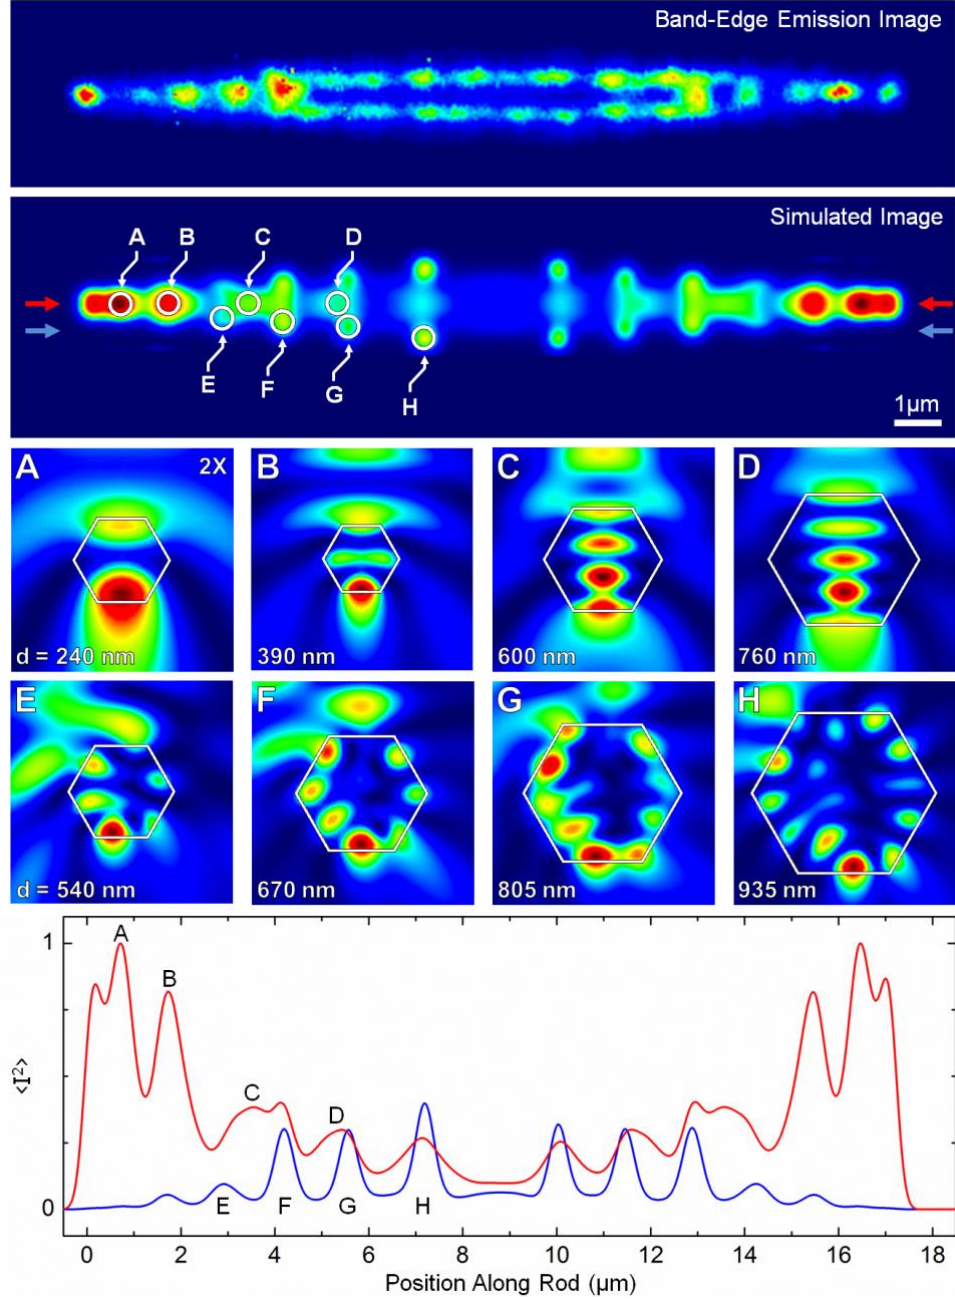 Band-Edge Emission Image
Simulated Image
A B C D
E F G H
1µm
A 2X B C D
d = 240 nm 390 nm 600 nm 760 nm
E F G H
d = 540 nm 670 nm 805 nm 935 nm
1
A
B
C
D
<I²>
0
E F G H
0 2 4 6 8 10 12 14 16 18
Position Along Rod (µm)